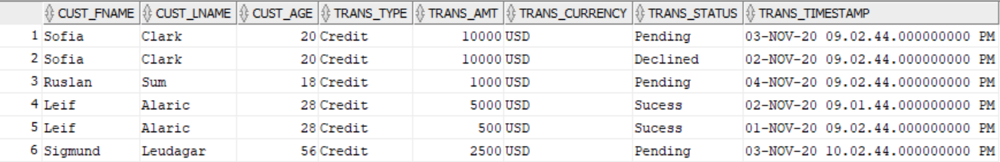 CUST_FNAME CUST_LNAME CUST_AGE TRANS_TYPE TRANS_AMT TRANS_CURRENCY TRANS_STATUS TRANS_TIMESTAMP
1 Sofia Clark 20 Credit 10000 USD Pending 03-NOV-20 09.02.44.000000000 PM
2 Sofia Clark 20 Credit 10000 USD Declined 02-NOV-20 09.02.44.000000000 PM
3 Ruslan Sum 18 Credit 1000 USD Pending 04-NOV-20 09.02.44.000000000 PM
4 Leif Alaric 28 Credit 5000 USD Sucess 02-NOV-20 09.01.44.000000000 PM
5 Leif Alaric 28 Credit 500 USD Sucess 01-NOV-20 09.02.44.000000000 PM
6 Sigmund Leudagar 56 Credit 2500 USD Pending 03-NOV-20 10.02.44.000000000 PM